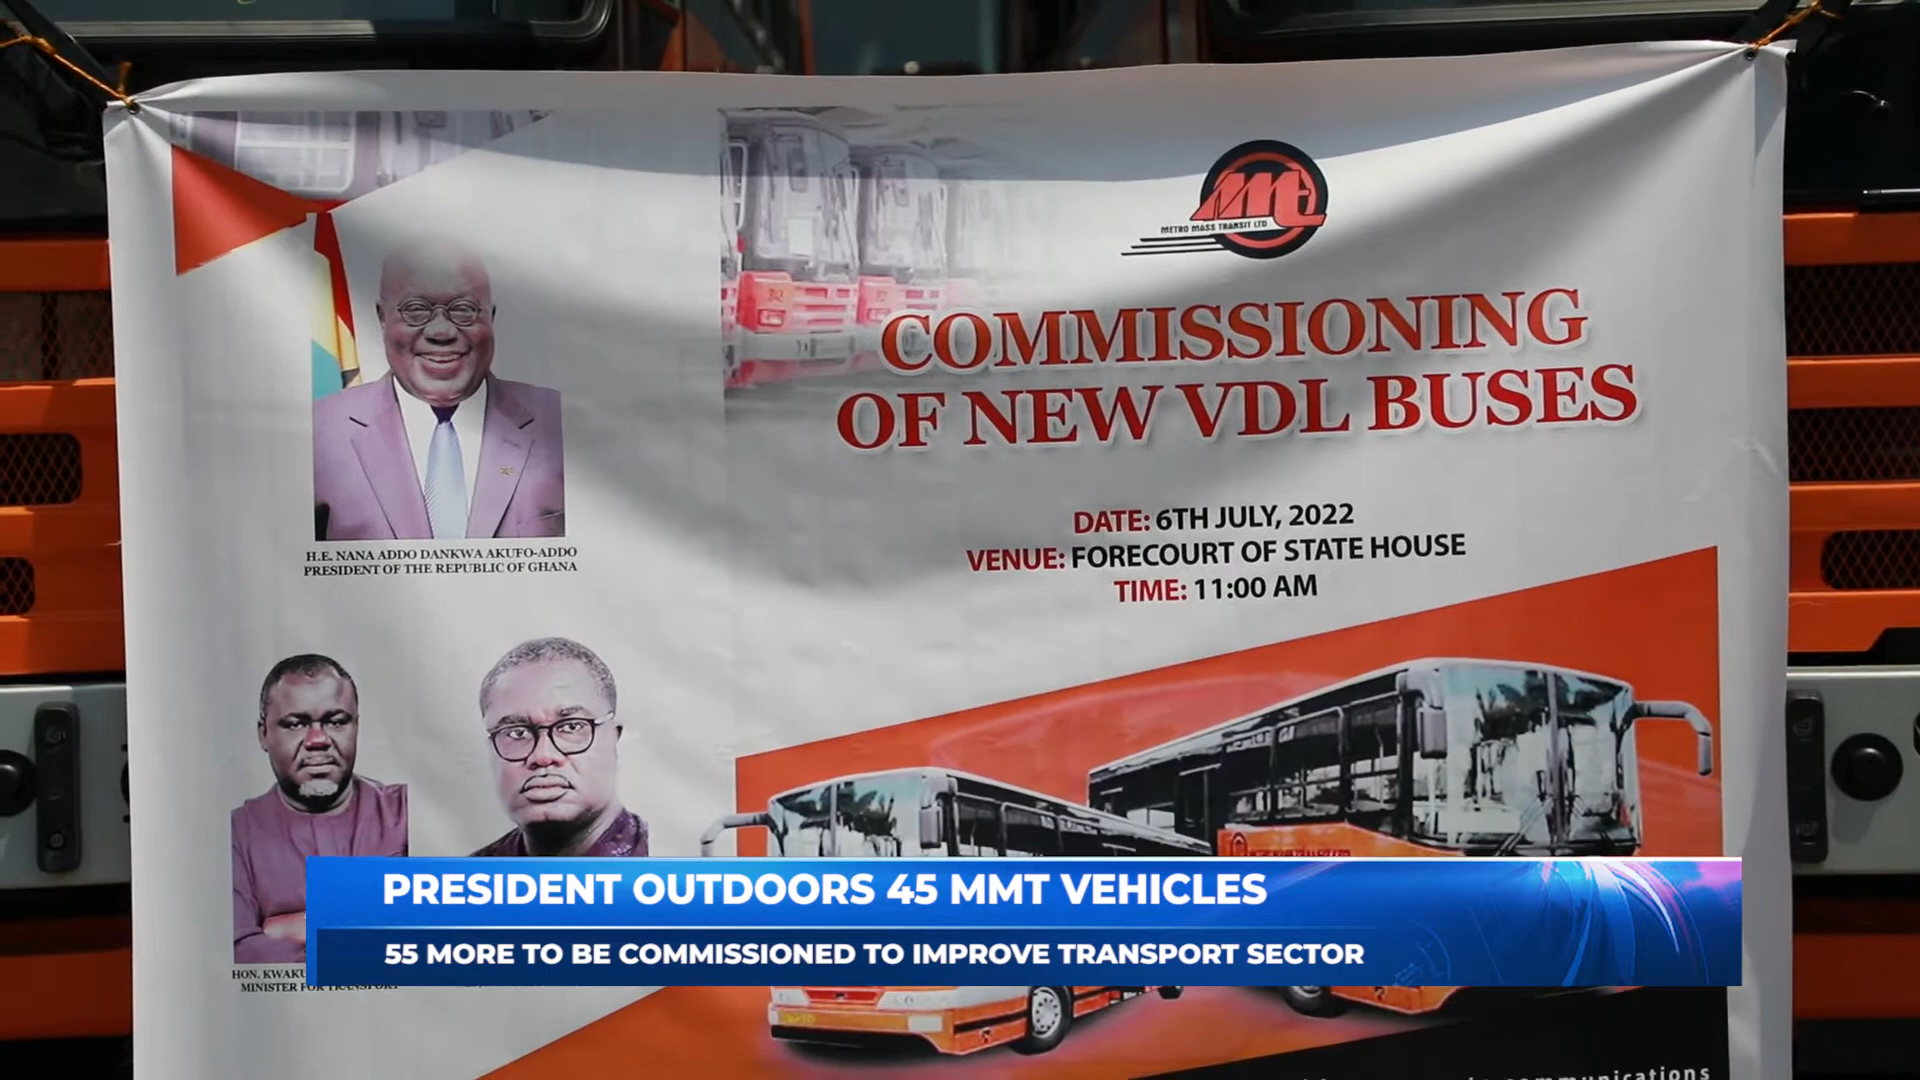 METRO MASS TRANSIT LTD
COMMISSIONING
OF NEW VDL BUSES
DATE: 6TH JULY, 2022
VENUE: FORECOURT OF STATE HOUSE
TIME: 11:00 AM
H.E. NANA ADDO DANKWA AKUFO-ADDO
PRESIDENT OF THE REPUBLIC OF GHANA
HON. KWAKU
MINISTER FOR TRANSPORT
PRESIDENT OUTDOORS 45 MMT VEHICLES
55 MORE TO BE COMMISSIONED TO IMPROVE TRANSPORT SECTOR